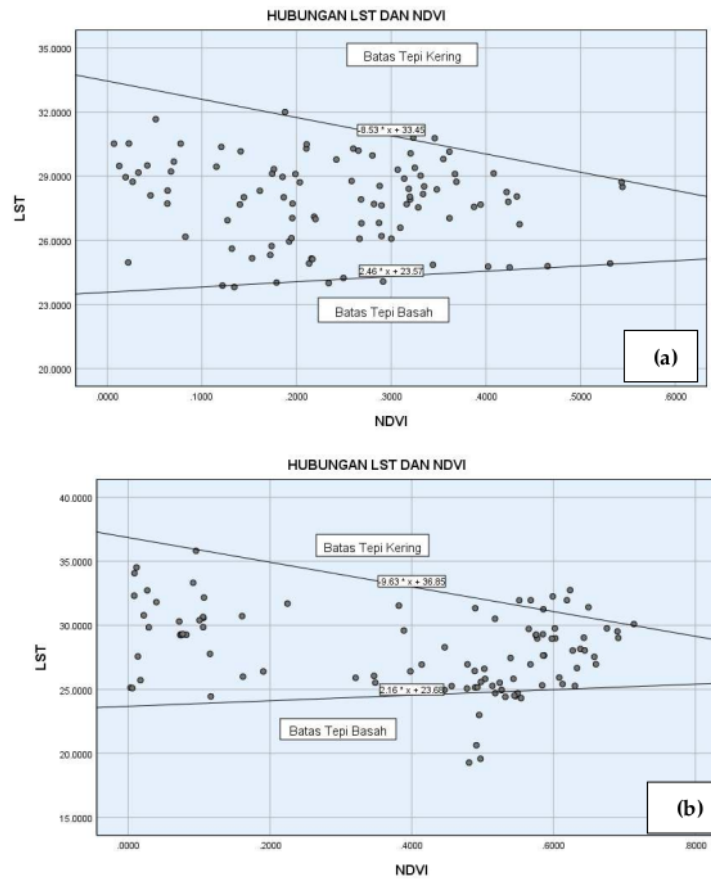 HUBUNGAN LST DAN NDVI
35.0000
Batas Tepi Kering
32.0000
-8.53 * x + 33.45
29.0000
LST
26.0000
2.46 * x + 23.57
Batas Tepi Basah
23.0000
(a)
20.0000
.0000 .1000 .2000 .3000 .4000 .5000 .6000
NDVI
HUBUNGAN LST DAN NDVI
40.0000
Batas Tepi Kering
35.0000
-9.63 * x + 36.85
30.0000
LST
25.0000
2.16 * x + 23.68
Batas Tepi Basah
20.0000
(b)
15.0000
.0000 .2000 .4000 .6000 .8000
NDVI